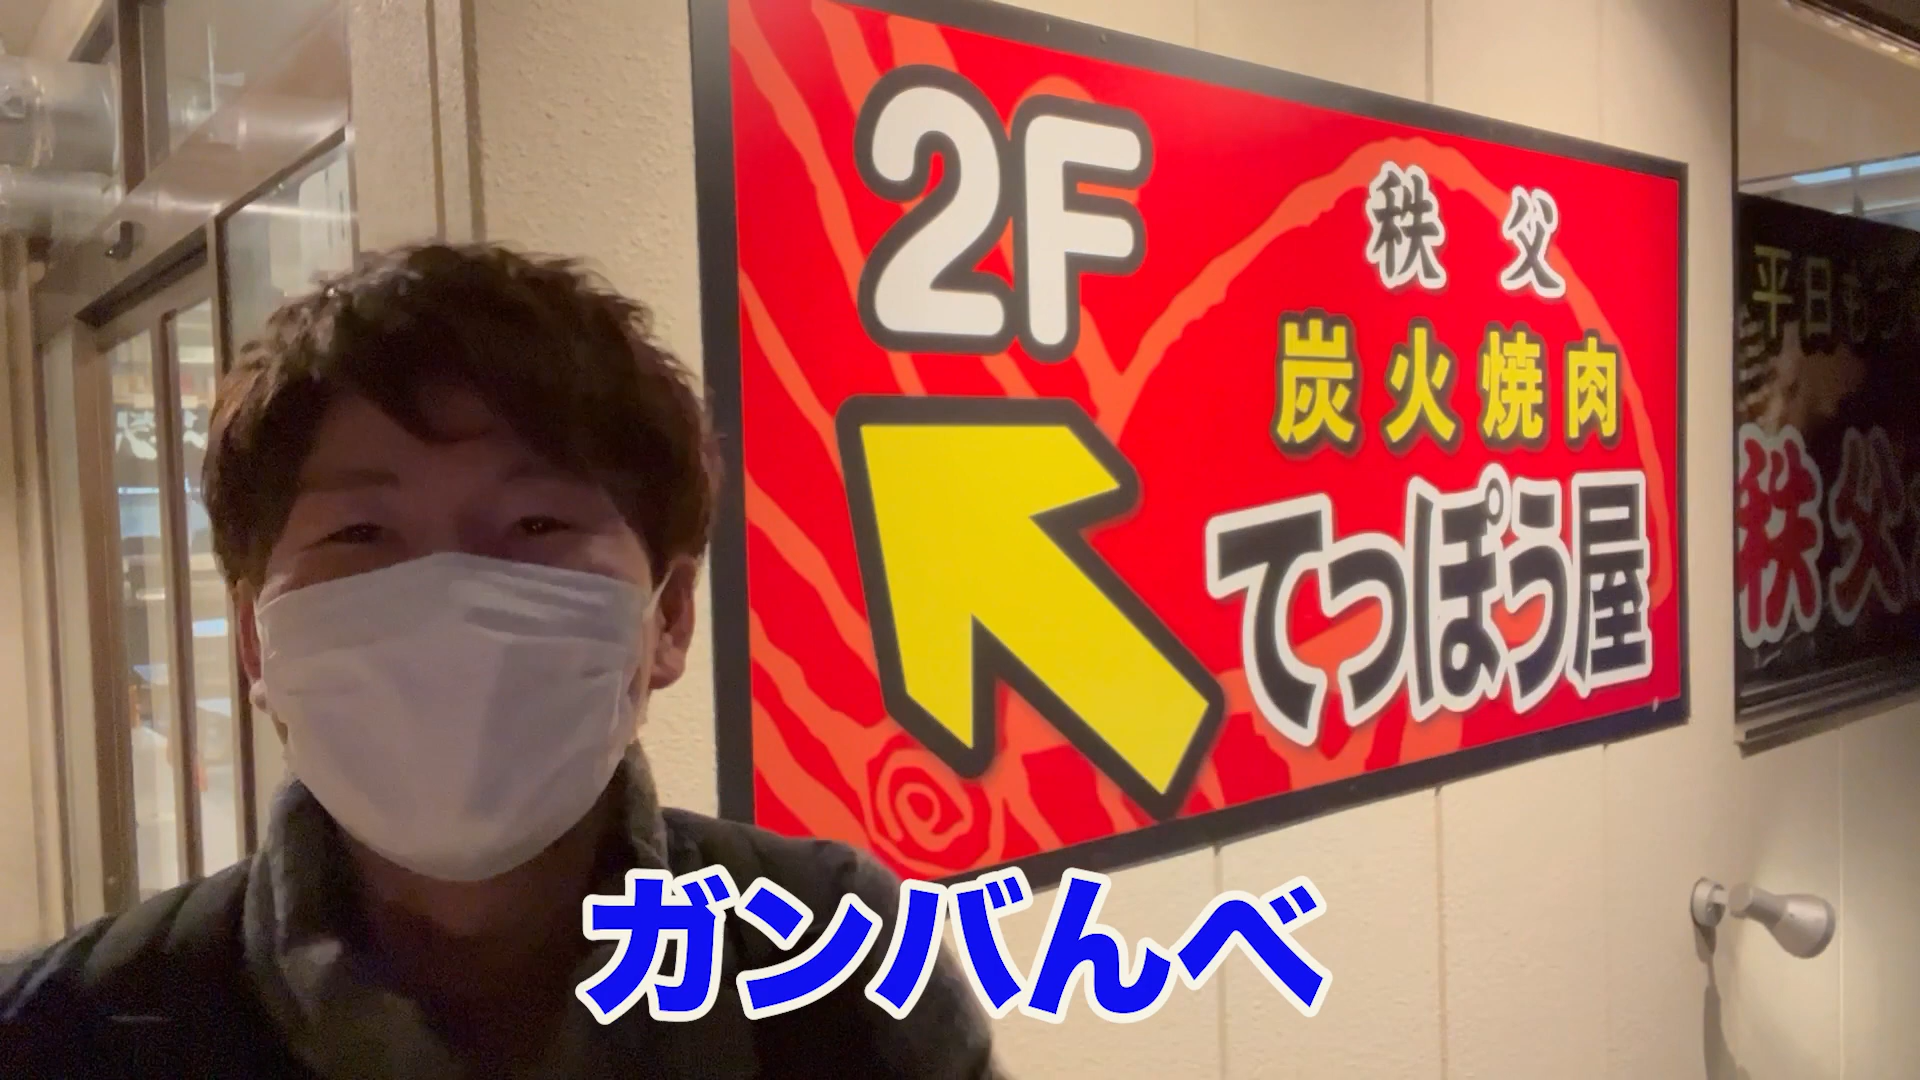 2F
秩父
炭火焼肉
てっぽう屋
平日も
秩父
ガンバんべ